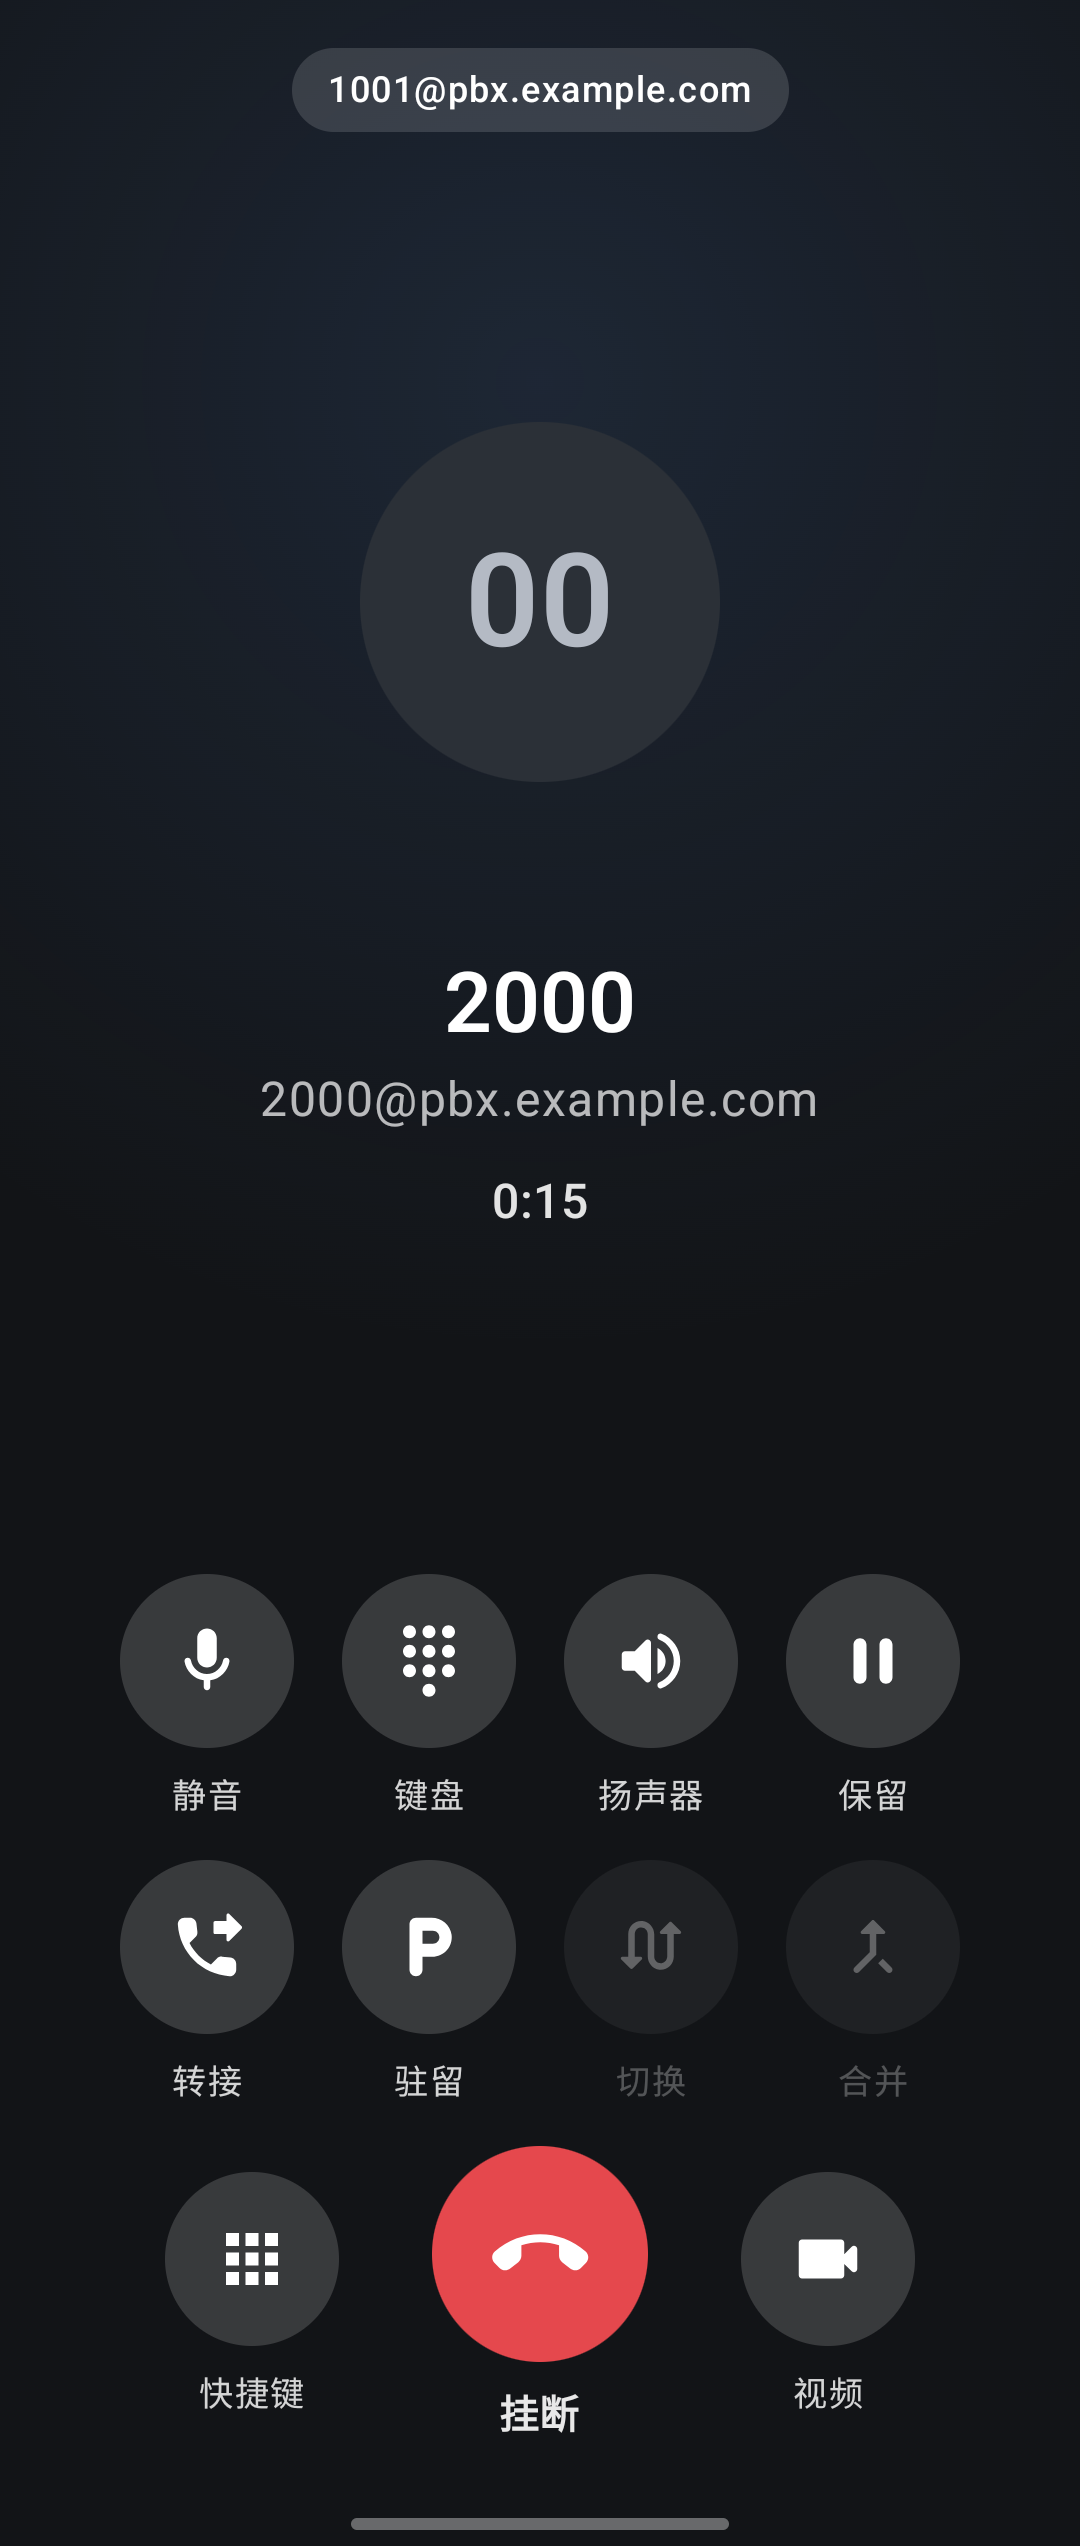 1001@pbx.example.com
00
2000
2000@pbx.example.com
0:15
静音
键盘
扬声器
保留
P
转接
驻留
切换
合并
快捷键
挂断
视频